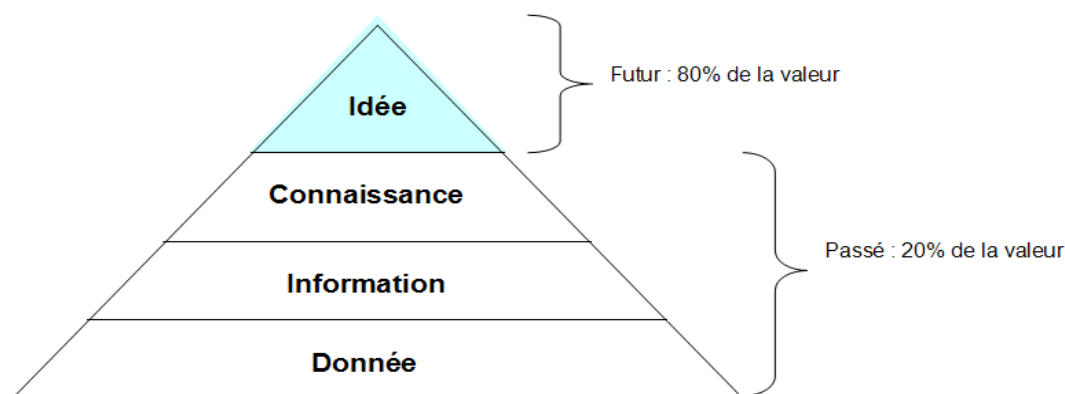 Futur : 80% de la valeur
Idée
Connaissance
Passé : 20% de la valeur
Information
Donnée